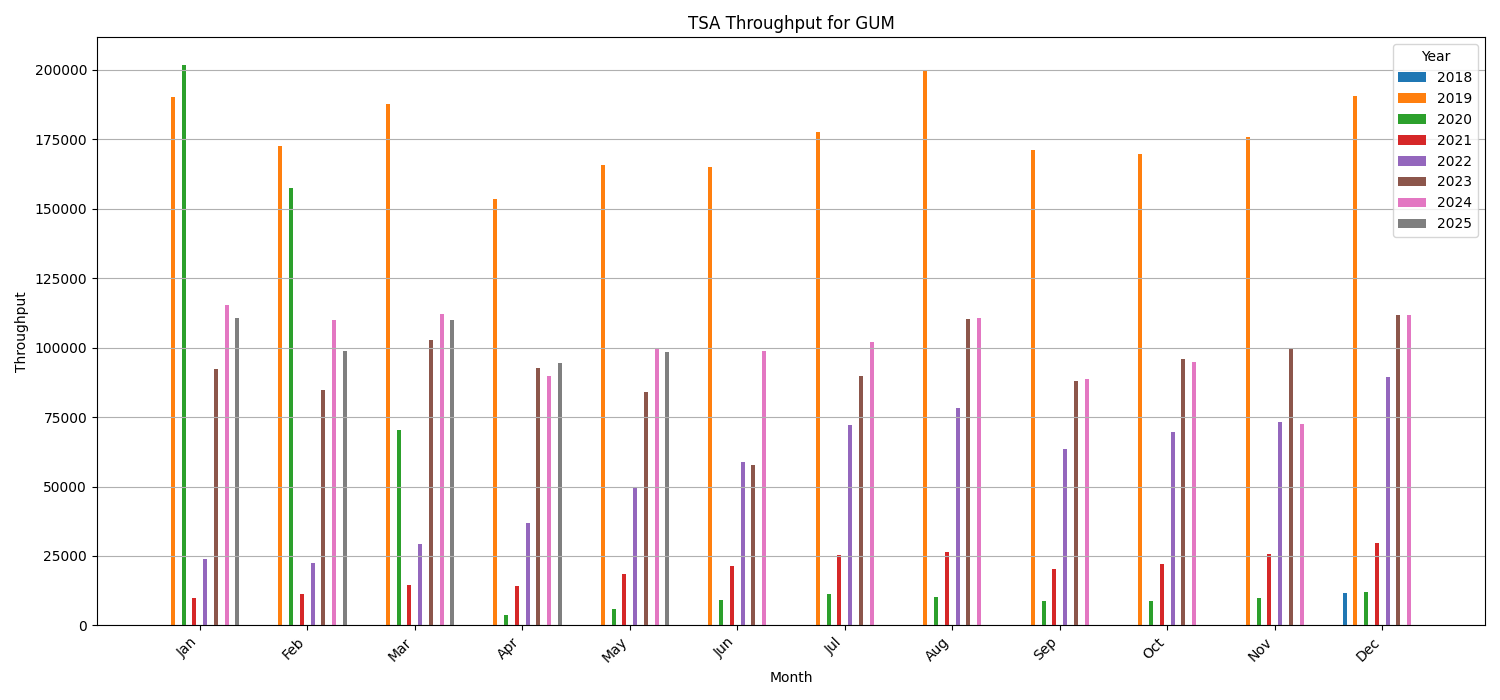 TSA Throughput for GUM
Throughput
200000
175000
150000
125000
100000
75000
50000
25000
0
Year
2018
2019
2020
2021
2022
2023
2024
2025
Jan
Feb
Mar
Apr
May
Jun
Jul
Aug
Sep
Oct
Nov
Dec
Month